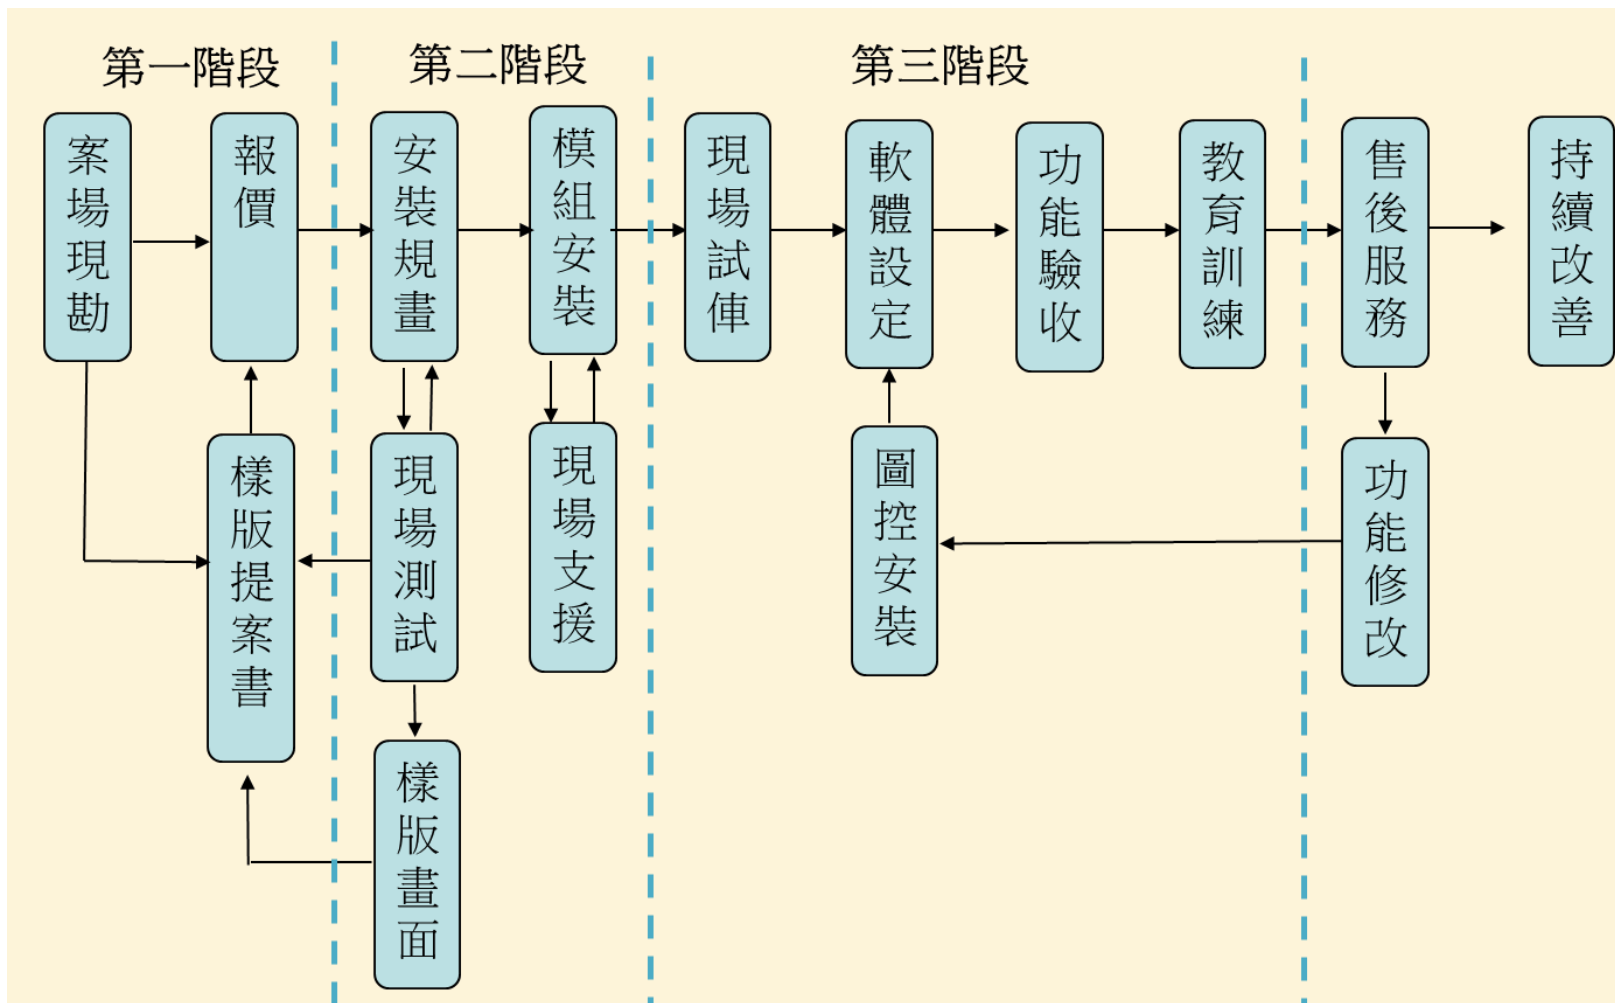 第一階段
第二階段
第三階段
案場現勘
報價
安裝規畫
模組安裝
現場試俥
軟體設定
功能驗收
教育訓練
售後服務
持續改善
樣版提案書
現場測試
現場支援
圖控安裝
功能修改
樣版畫面